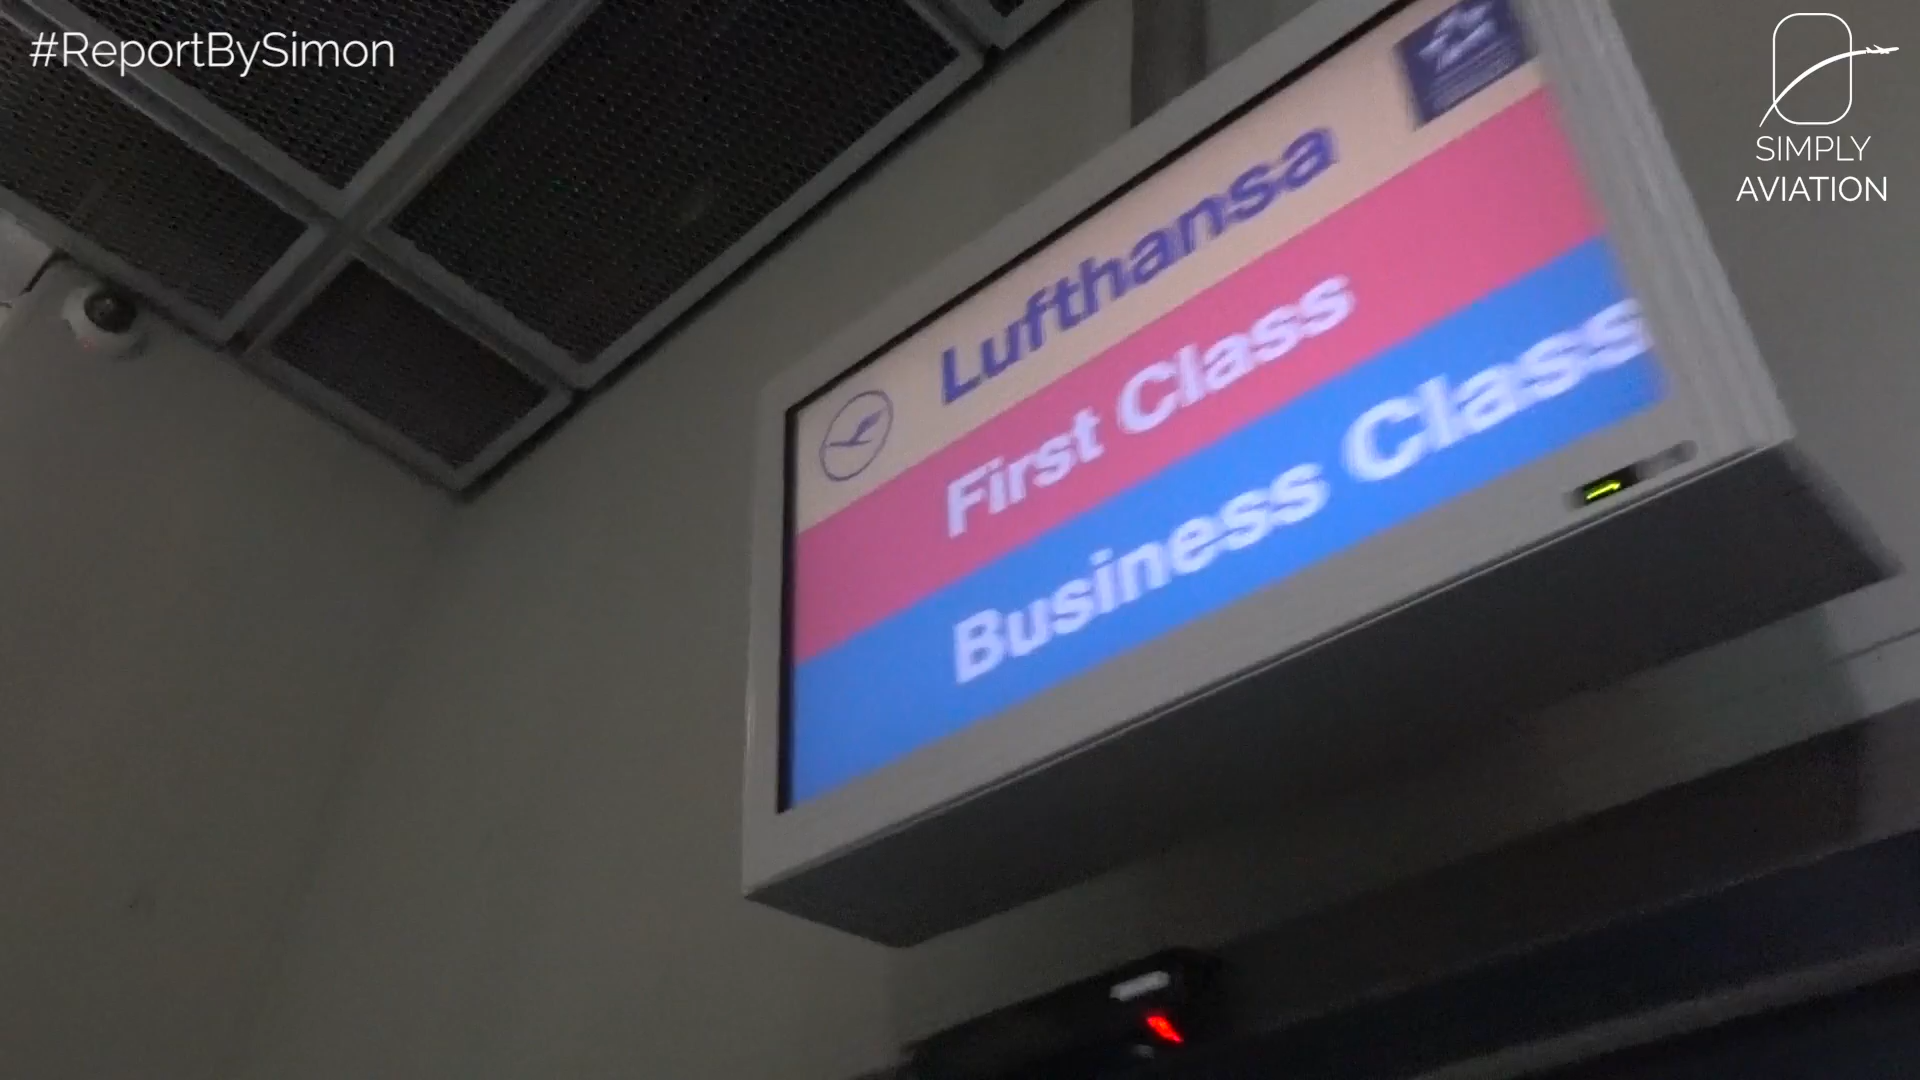 #ReportBySimon
SIMPLY
AVIATION
Lufthansa
First Class
Business Class